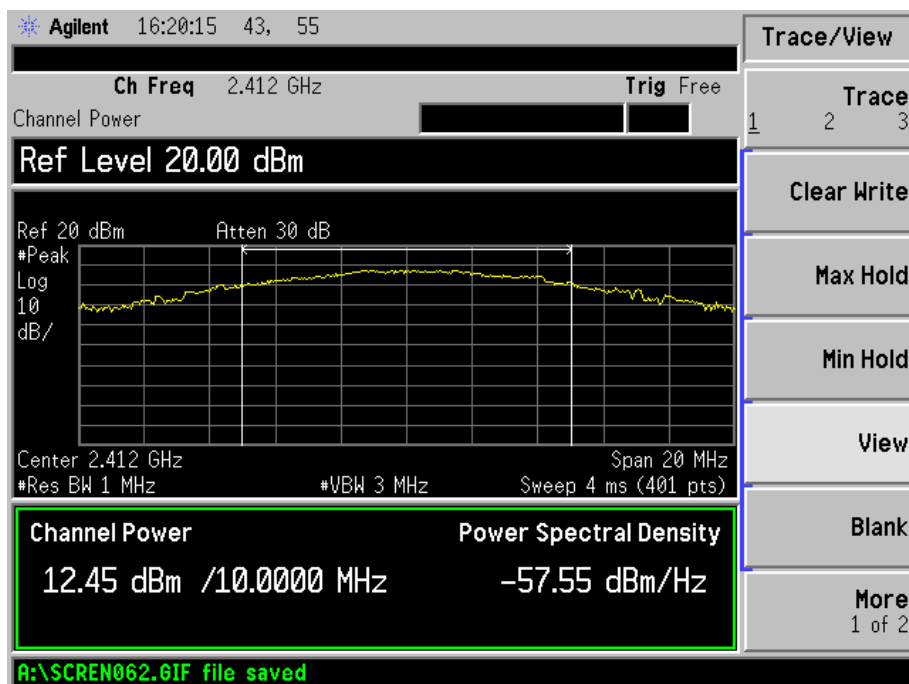 Agilent 16:20:15 43, 55
Trace/View
Ch Freq 2.412 GHz Trig Free
Channel Power
Trace
1 2 3
Ref Level 20.00 dBm
Clear Write
Ref 20 dBm Atten 30 dB
#Peak
Log
10
dB/
Max Hold
Min Hold
View
Center 2.412 GHz Span 20 MHz
#Res BW 1 MHz #VBW 3 MHz Sweep 4 ms (401 pts)
Channel Power Power Spectral Density
12.45 dBm /10.0000 MHz -57.55 dBm/Hz
Blank
More
1 of 2
A:\SCREN062.GIF file saved